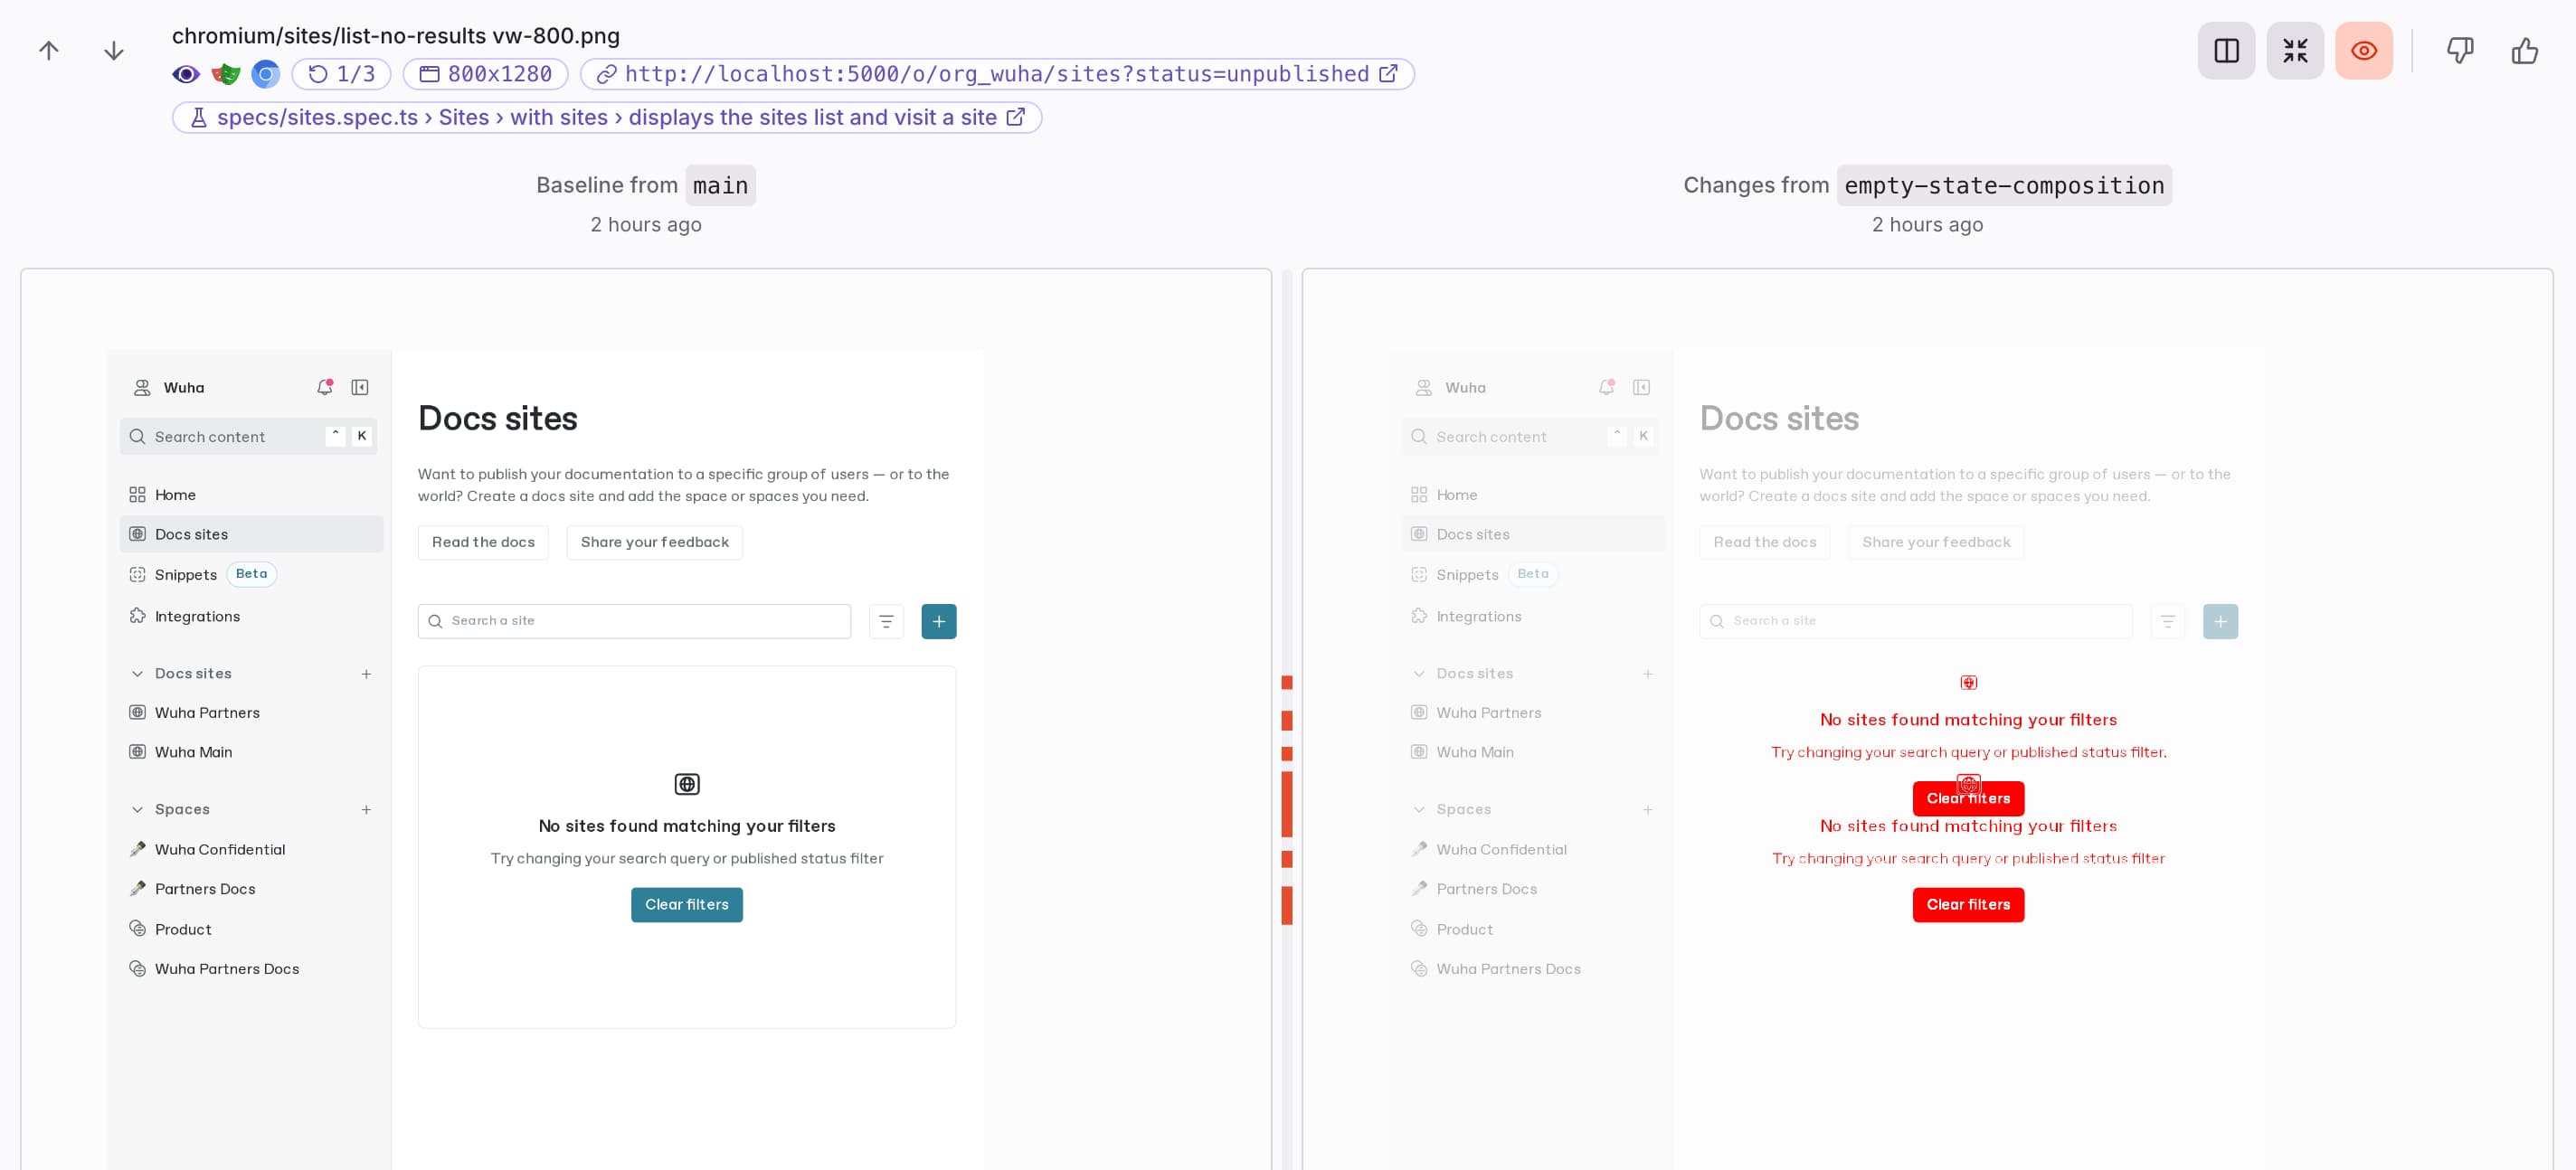 chromium/sites/list-no-results vw-800.png
1/3
800x1280
http://localhost:5000/o/org_wuha/sites?status=unpublished
specs/sites.spec.ts › Sites › with sites › displays the sites list and visit a site
Baseline from main
2 hours ago
Changes from empty-state-composition
2 hours ago
Wuha
Search content ^ K
Home
Docs sites
Snippets Beta
Integrations
Docs sites
Wuha Partners
Wuha Main
Spaces
Wuha Confidential
Partners Docs
Product
Wuha Partners Docs
Docs sites
Want to publish your documentation to a specific group of users — or to the
world? Create a docs site and add the space or spaces you need.
Read the docs Share your feedback
Search a site
No sites found matching your filters
Try changing your search query or published status filter
Clear filters
Wuha
Search content ^ K
Home
Docs sites
Snippets Beta
Integrations
Docs sites
Wuha Partners
Wuha Main
Spaces
Wuha Confidential
Partners Docs
Product
Wuha Partners Docs
Docs sites
Want to publish your documentation to a specific group of users — or to the
world? Create a docs site and add the space or spaces you need.
Read the docs Share your feedback
Search a site
No sites found matching your filters
Try changing your search query or published status filter.
Clear filters
No sites found matching your filters
Try changing your search query or published status filter
Clear filters